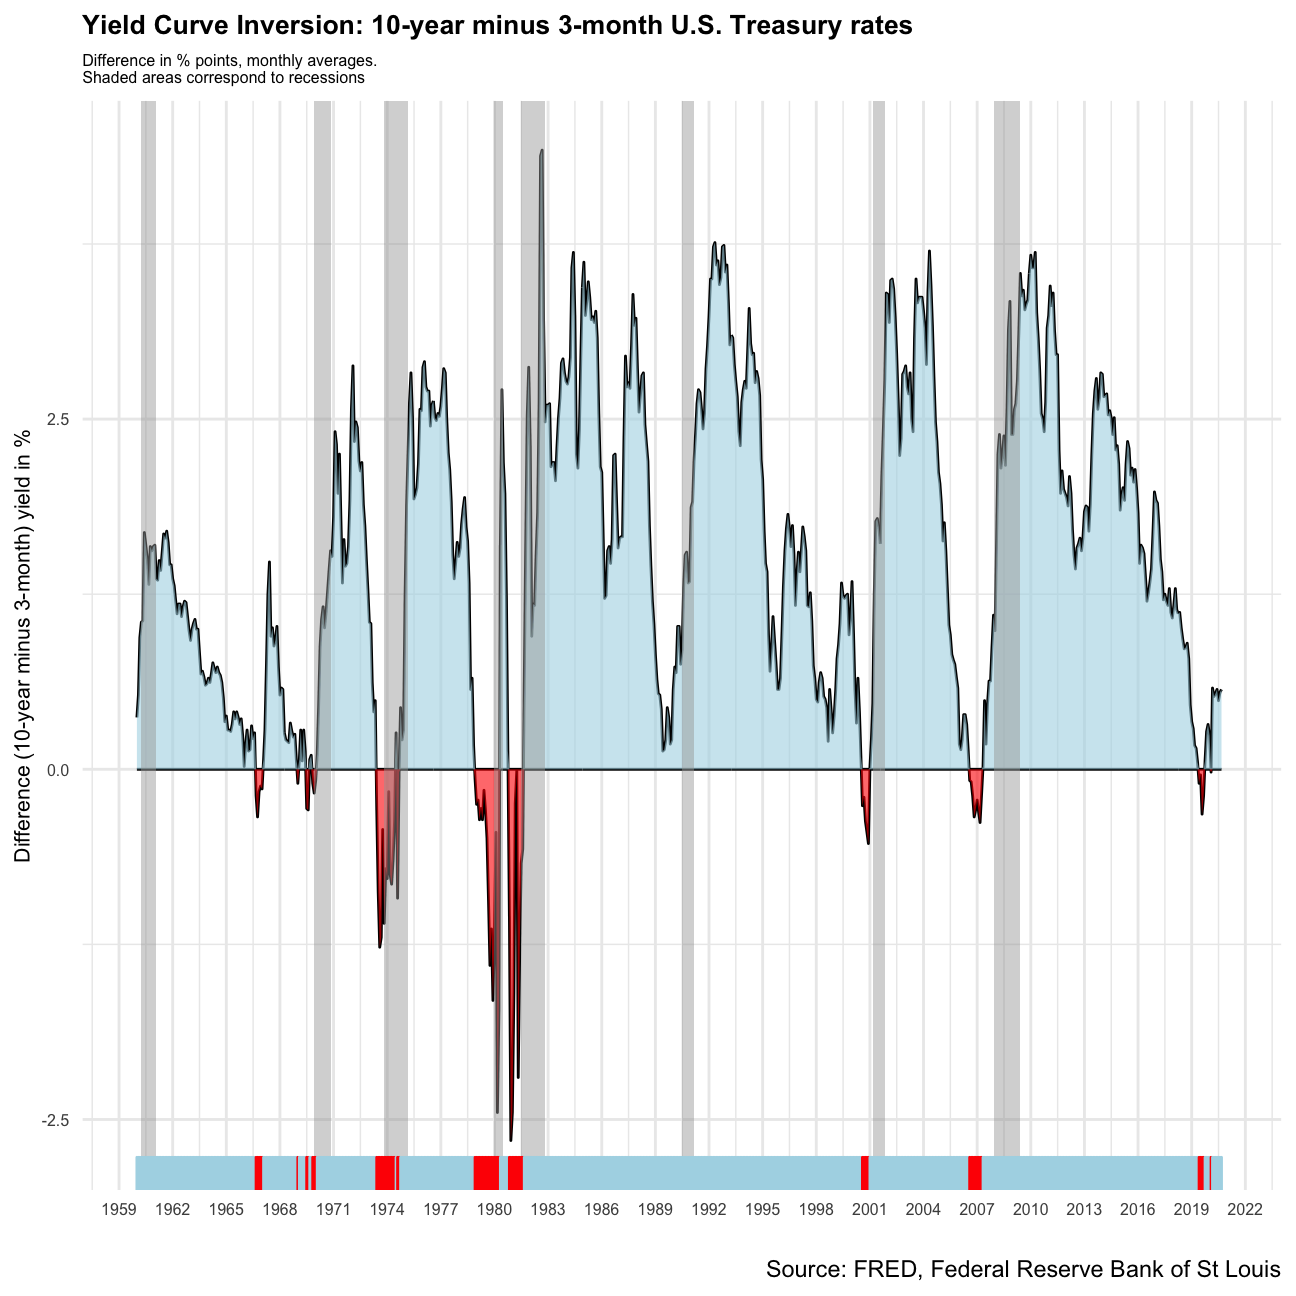 Yield Curve Inversion: 10-year minus 3-month U.S. Treasury rates
Difference in % points, monthly averages.
Shaded areas correspond to recessions
Difference (10-year minus 3-month) yield in %
2.5
0.0
-2.5
1959 1962 1965 1968 1971 1974 1977 1980 1983 1986 1989 1992 1995 1998 2001 2004 2007 2010 2013 2016 2019 2022
Source: FRED, Federal Reserve Bank of St Louis